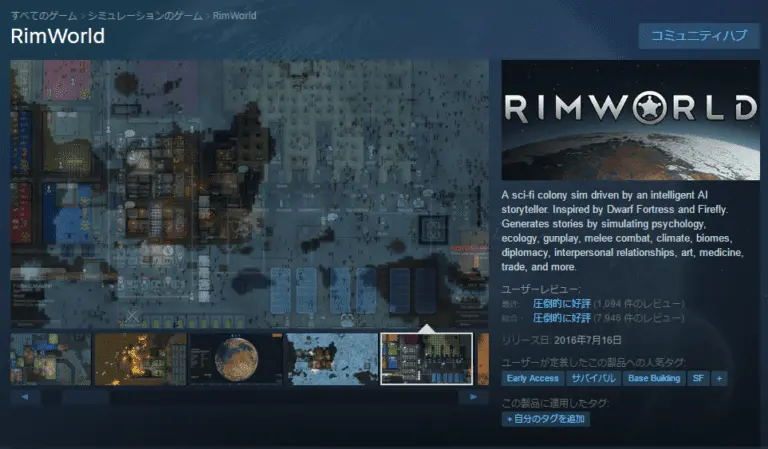 すべてのゲーム > シミュレーションのゲーム > RimWorld
RimWorld
コミュニティハブ
RIMWORLD
A sci-fi colony sim driven by an intelligent AI
storyteller. Inspired by Dwarf Fortress and Firefly.
Generates stories by simulating psychology,
ecology, gunplay, melee combat, climate, biomes,
diplomacy, interpersonal relationships, art, medicine,
trade, and more.
ユーザーレビュー:
最近: 圧倒的に好評 (1,094 件のレビュー)
総合: 圧倒的に好評 (7,946 件のレビュー)
リリース日: 2016年7月16日
ユーザーが定義したこの製品への人気タグ:
Early Access サバイバル Base Building SF +
この製品に適用したタグ:
+ 自分のタグを追加